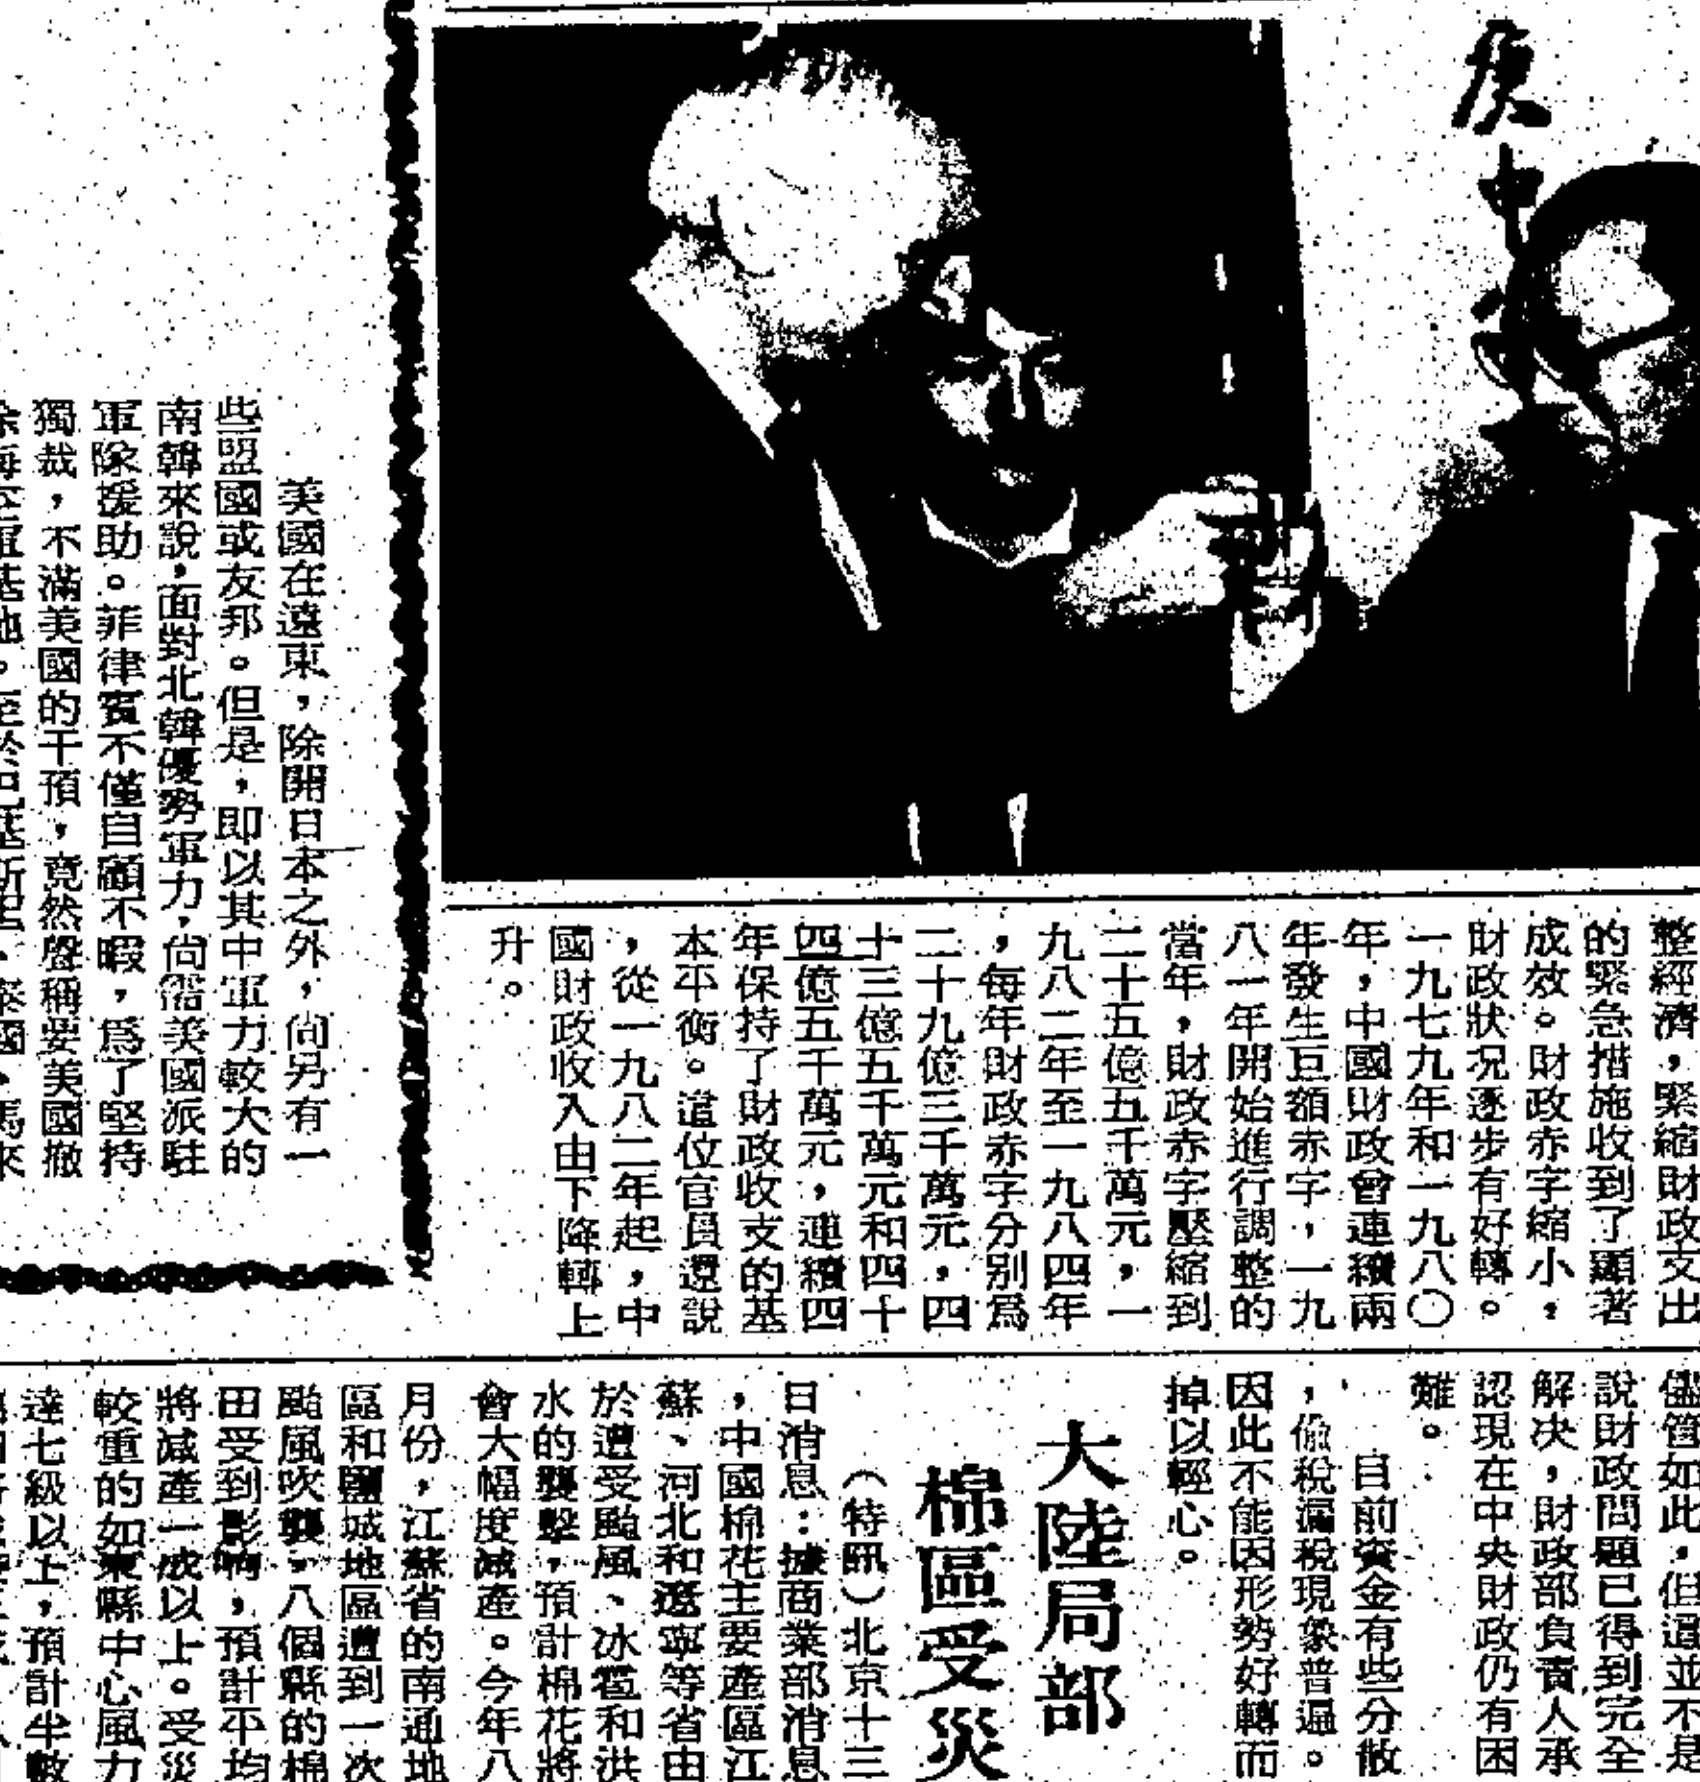 整經濟，緊縮財政支出
的緊急措施收到了顯著
成效。財政赤字縮小，
財政狀況逐步有好轉。
一九七九年和一九八〇
年，中國財政曾連續兩
年發生巨額赤字，一九
八一年開始進行調整的
當年，財政赤字壓縮到
二十五億五千萬元，一
九八二年至一九八四年
，每年財政赤字分別爲
二十九億三千萬元，四
十三億五千萬元和四十
四億五千萬元，連續四
年保持了財政收支的基
本平衡。這位官員還說
，從一九八二年起，中
國財政收入由下降轉上
升。
儘管如此，但這並不是
說財政問題已得到完全
解决，財政部負責人承
認現在中央財政仍有困
難。
目前資金有些分散
，偷稅漏稅現象普遍。
因此不能因形勢好轉而
掉以輕心。
大陸局部
棉區受災
（特訊）北京十三
日消息：據商業部消息
，中國棉花主要產區江
蘇、河北和遼寧等省由
於遭受颱風、冰雹和洪
水的襲擊，預計棉花將
會大幅度減產。今年八
月份，江蘇省的南通地
區和鹽城地區遭到一次
颱風吹襲，八個縣的棉
田受到影响，預計平均
將減產一成以上。受災
較重的如東縣中心風力
達七級以上，預計半數
美國在遠東，除開日本之外，尚另有一
些盟國或友邦。但是，即以其中軍力較大的
南韓來說，面對北韓優勢軍力，尚需美國派駐
軍隊援助。菲律賓不僅自顧不暇，爲了堅持
獨裁，不滿美國的干預，竟然聲稱要美國撤